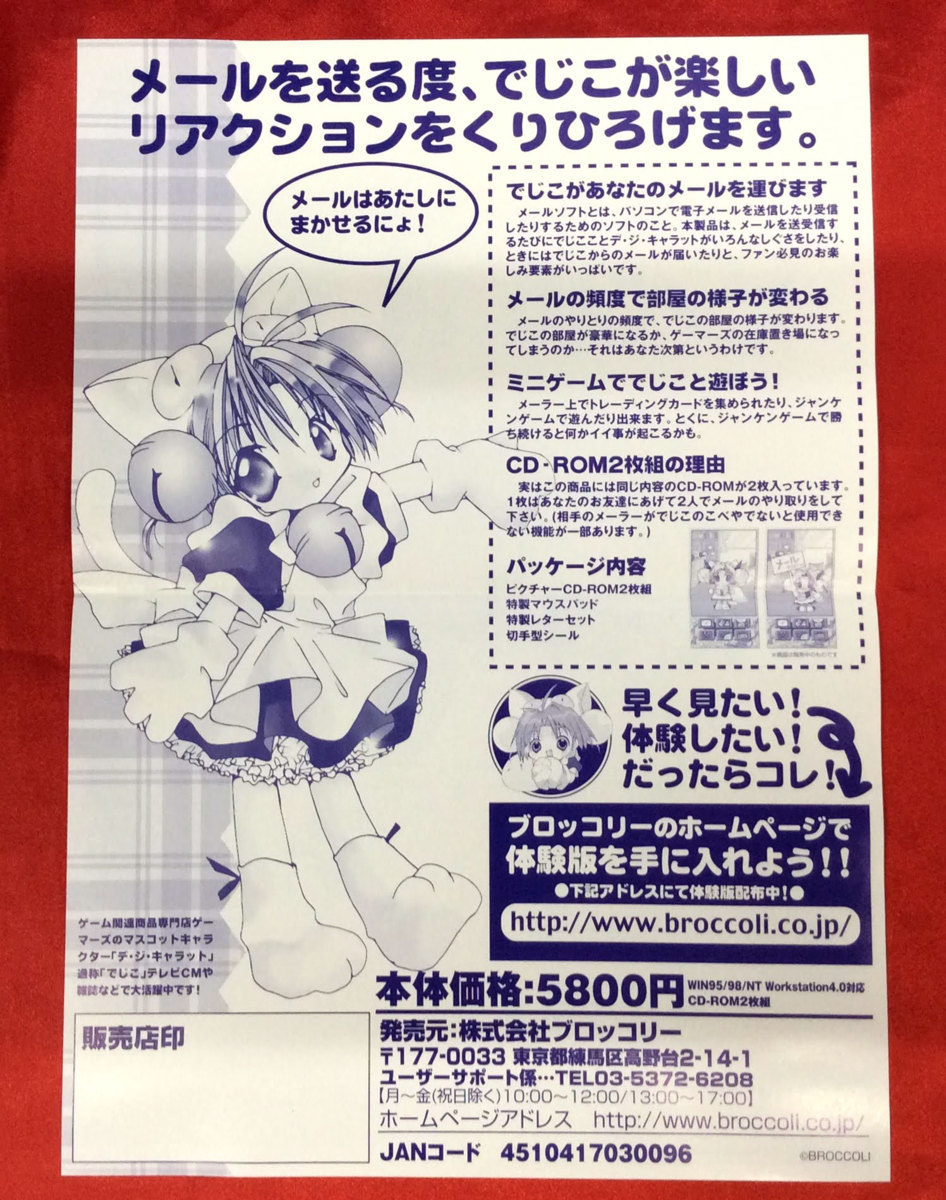 メールを送る度、でじこが楽しい
リアクションをくりひろげます。
メールはあたしに
まかせるにょ!
でじこがあなたのメールを運びます
メールソフトとは、パソコンで電子メールを送信したり受信
したりするためのソフトのこと。本製品は、メールを送受信す
るたびにでじこことデ・ジ・キャラットがいろんなしぐさをしたり、
ときにはでじこからのメールが届いたりと、ファン必見のお楽
しみ要素がいっぱいです。
メールの頻度で部屋の様子が変わる
メールのやりとりの頻度で、でじこの部屋の様子が変わります。
でじこの部屋が豪華になるか、ゲーマーズの在庫置き場になっ
てしまうのか…それはあなた次第というわけです。
ミニゲームででじこと遊ぼう!
メーラー上でトレーディングカードを集められたり、ジャンケ
ンゲームで遊んだり出来ます。とくに、ジャンケンゲームで勝
ち続けると何かイイ事が起こるかも。
CD-ROM2枚組の理由
実はこの商品には同じ内容のCD-ROMが2枚入っています。
1枚はあなたのお友達にあげて2人でメールのやり取りをして
下さい。(相手のメーラーがでじこのこべやでないと使用でき
ない機能が一部あります。)
パッケージ内容
ピクチャーCD-ROM2枚組
特製マウスパッド
特製レターセット
切手型シール
早く見たい!
体験したい!
だったらコレ!
ブロッコリーのホームページで
体験版を手に入れよう!!
●下記アドレスにて体験版配布中!●
http://www.broccoli.co.jp/
ゲーム関連商品専門店ゲー
マーズのマスコットキャラ
クター「デ・ジ・キャラット」
通称「でじこ」テレビCMや
雑誌などで大活躍中です!
販売店印
本体価格:5800円
WIN95/98/NT Workstation4.0対応
CD-ROM2枚組
発売元:株式会社ブロッコリー
〒177-0033 東京都練馬区高野台2-14-1
ユーザーサポート係…TEL03-5372-6208
【月〜金(祝日除く)10:00〜12:00/13:00〜17:00】
ホームページアドレス http://www.broccoli.co.jp/
JANコード 4510417030096
©BROCCOLI